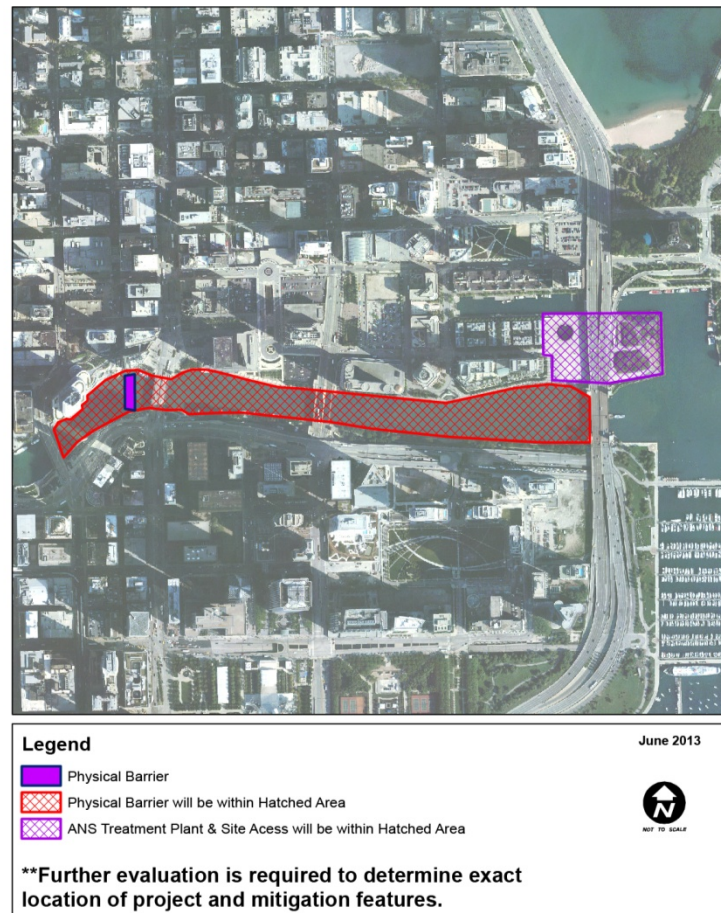 Legend
June 2013
Physical Barrier
Physical Barrier will be within Hatched Area
ANS Treatment Plant & Site Acess will be within Hatched Area
N
NOT TO SCALE
**Further evaluation is required to determine exact
location of project and mitigation features.